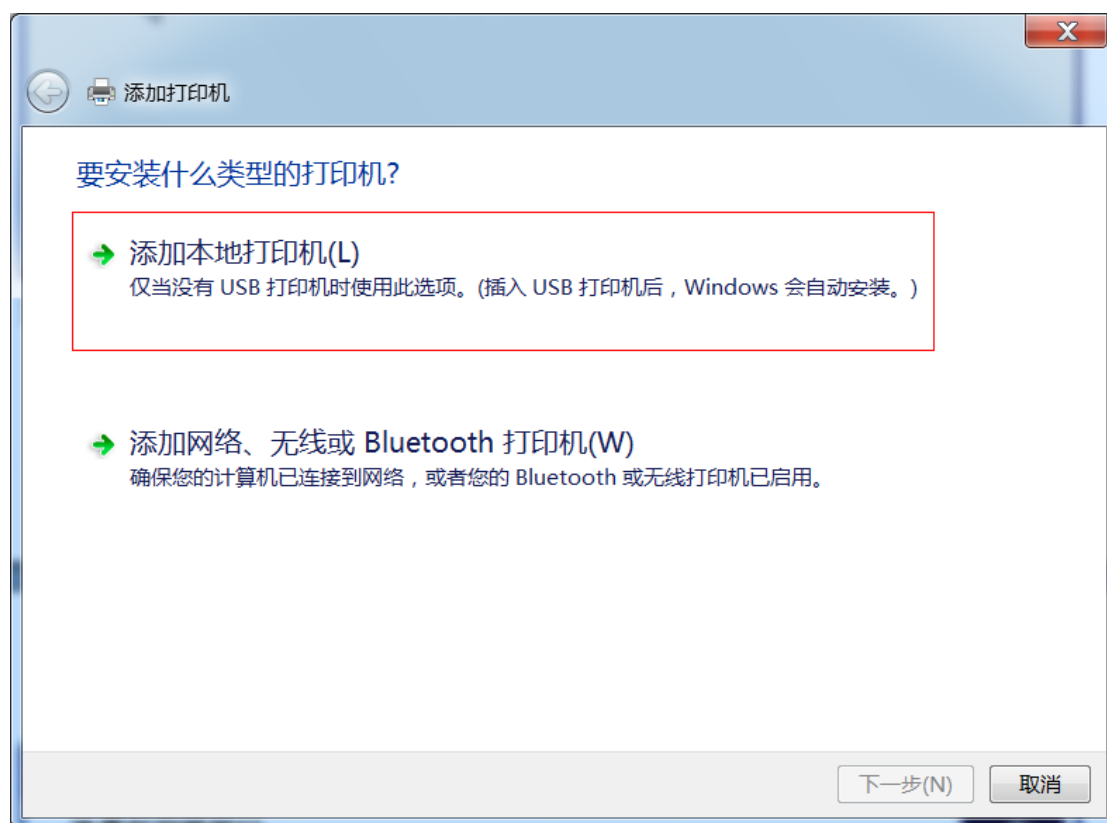 添加打印机
要安装什么类型的打印机?
添加本地打印机(L)
仅当没有 USB 打印机时使用此选项。(插入 USB 打印机后，Windows 会自动安装。)
添加网络、无线或 Bluetooth 打印机(W)
确保您的计算机已连接到网络，或者您的 Bluetooth 或无线打印机已启用。
下一步(N)
取消